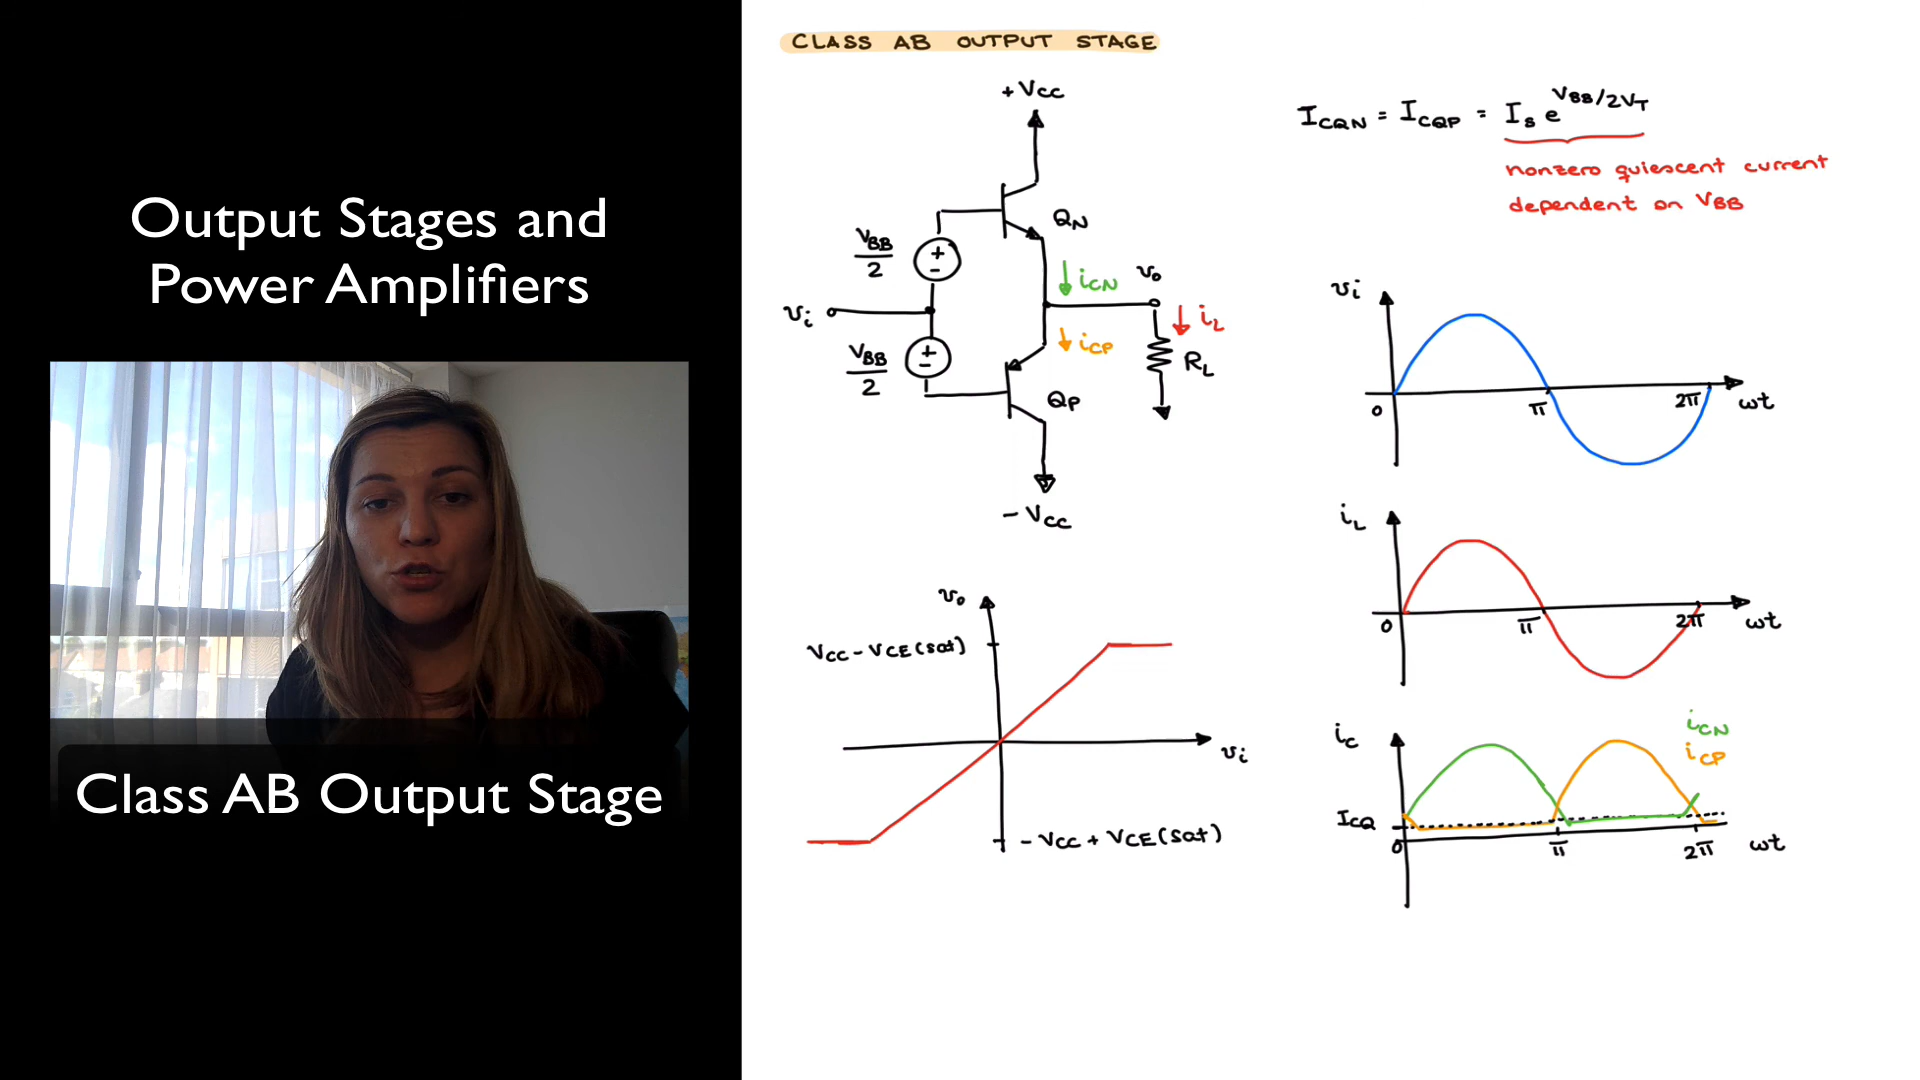 Output Stages and
Power Amplifiers
Class AB Output Stage
CLASS AB OUTPUT STAGE
+VCC
QN
VBB/2
iCN
vo
vi
iL
iCP
VBB/2
RL
QP
-VCC
ICQN = ICQP = Is e^VBB/2VT
nonzero quiescent current
dependent on VBB
vi
0
π
2π
ωt
iL
0
π
2π
ωt
vo
VCC-VCE(sat)
vi
-VCC+VCE(sat)
iC
iCN
iCP
ICQ
0
π
2π
ωt